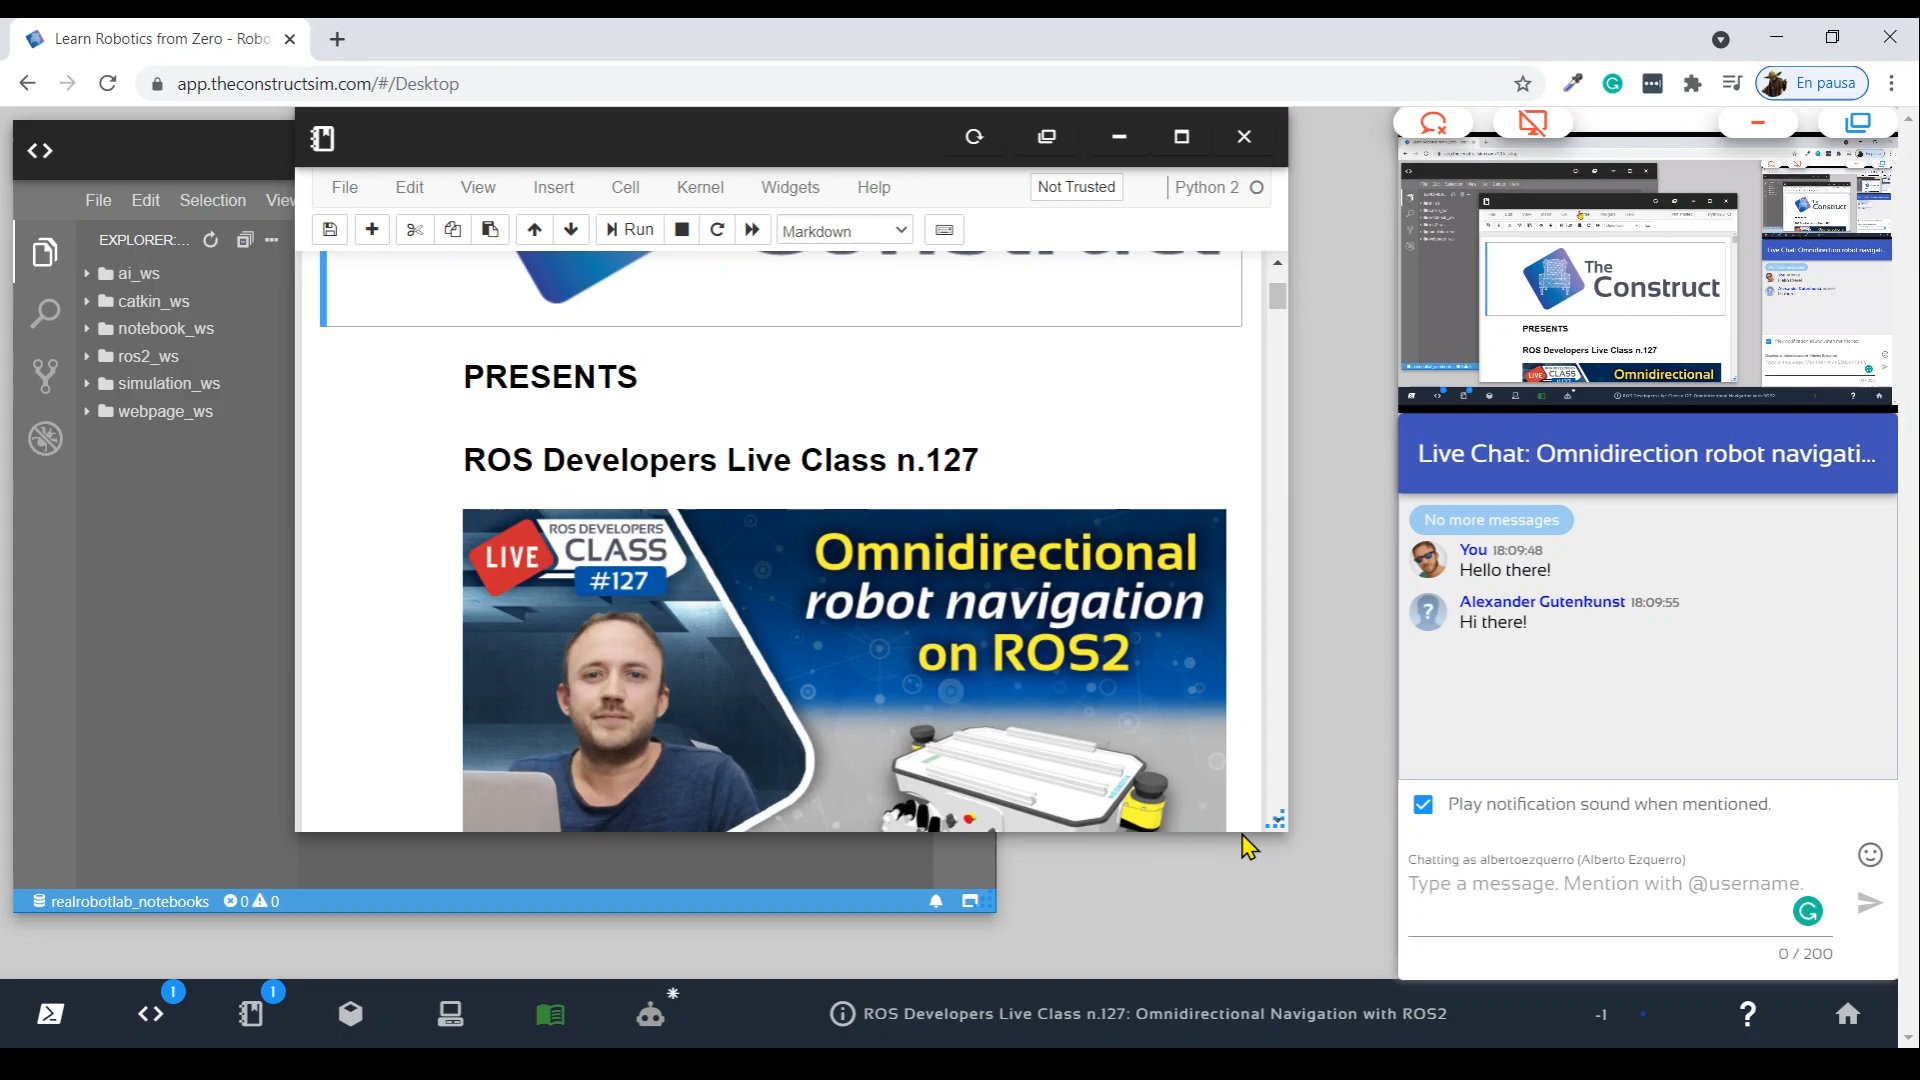 Learn Robotics from Zero - Robo
app.theconstructsim.com/#/Desktop
En pausa
File Edit Selection View
EXPLORER:...
ai_ws
catkin_ws
notebook_ws
ros2_ws
simulation_ws
webpage_ws
realrobotlab_notebooks 0 0
File Edit View Insert Cell Kernel Widgets Help
Not Trusted
Python 2
Run
Markdown
PRESENTS
ROS Developers Live Class n.127
LIVE
ROS DEVELOPERS
CLASS
#127
Omnidirectional
robot navigation
on ROS2
The
Construct
PRESENTS
ROS Developers Live Class n.127
LIVE
CLASS
Omnidirectional
Live Chat: Omnidirection robot navigati...
No more messages
You 18:09:48
Hello there!
Alexander Gutenkunst 18:09:55
Hi there!
Play notification sound when mentioned.
Chatting as albertoezquerro (Alberto Ezquerro)
Type a message. Mention with @username.
0 / 200
1
1
ROS Developers Live Class n.127: Omnidirectional Navigation with ROS2
-1
?